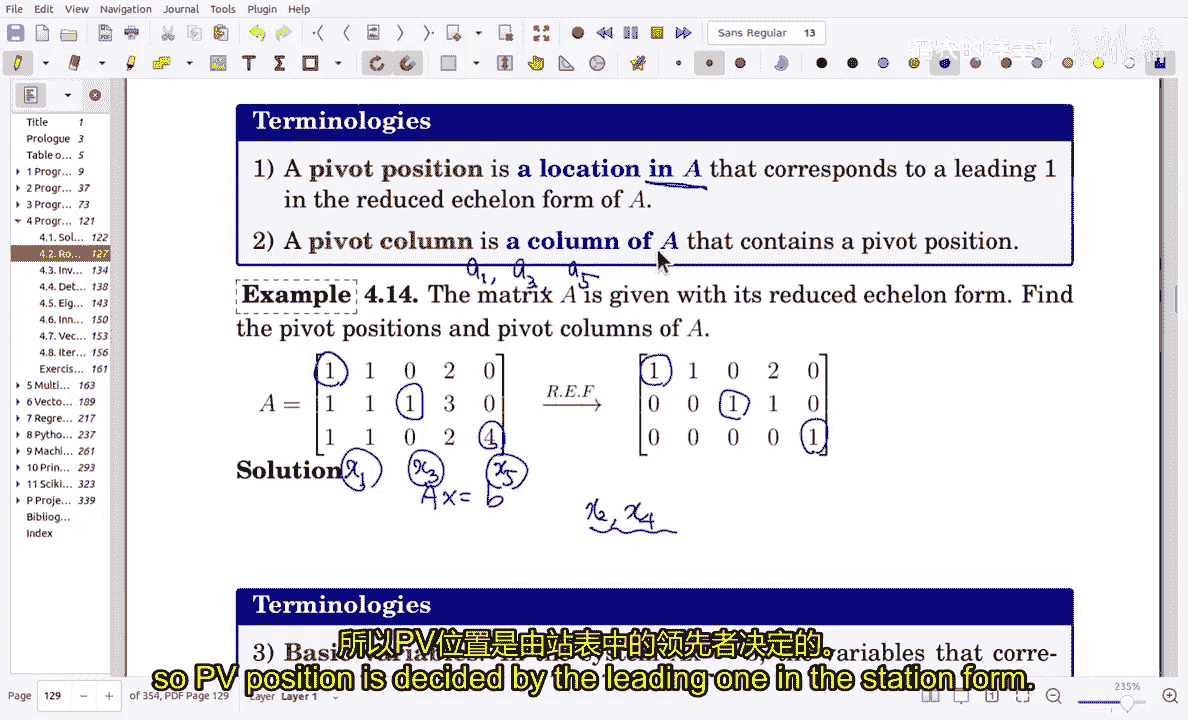 File Edit View Navigation Journal Tools Plugin Help
Sans Regular 13
Title 1
Prologue 3
Table o... 5
1 Progr... 9
2 Progr... 37
3 Progr... 73
4 Progr... 121
4.1. Sol... 122
4.2. Ro... 127
4.3. Inv... 134
4.4. Det... 138
4.5. Eig... 143
4.6. Inn... 150
4.7. Vec... 153
4.8. Iter... 156
Exercis... 161
5 Multi... 163
6 Vecto... 189
7 Regre... 217
8 Pytho... 237
9 Machi... 261
10 Prin... 293
11 Sciki... 323
P Proje... 339
Bibliog...
Index
Terminologies
1) A pivot position is a location in A that corresponds to a leading 1
in the reduced echelon form of A.
2) A pivot column is a column of A that contains a pivot position.
a₁, a₃ a₅
Example 4.14. The matrix A is given with its reduced echelon form. Find
the pivot positions and pivot columns of A.
1 1 0 2 0 1 1 0 2 0
A = 1 1 1 3 0 R.E.F 0 0 1 1 0
1 1 0 2 4 0 0 0 0 1
Solution x₁ x₃ x₅
Ax = b
x₂, x₄
Terminologies
所以PV位置是由站表中的领先者决定的。
so PV position is decided by the leading one in the station form.
Page 129 of 354, PDF Page 129 Layer Layer 1 235%